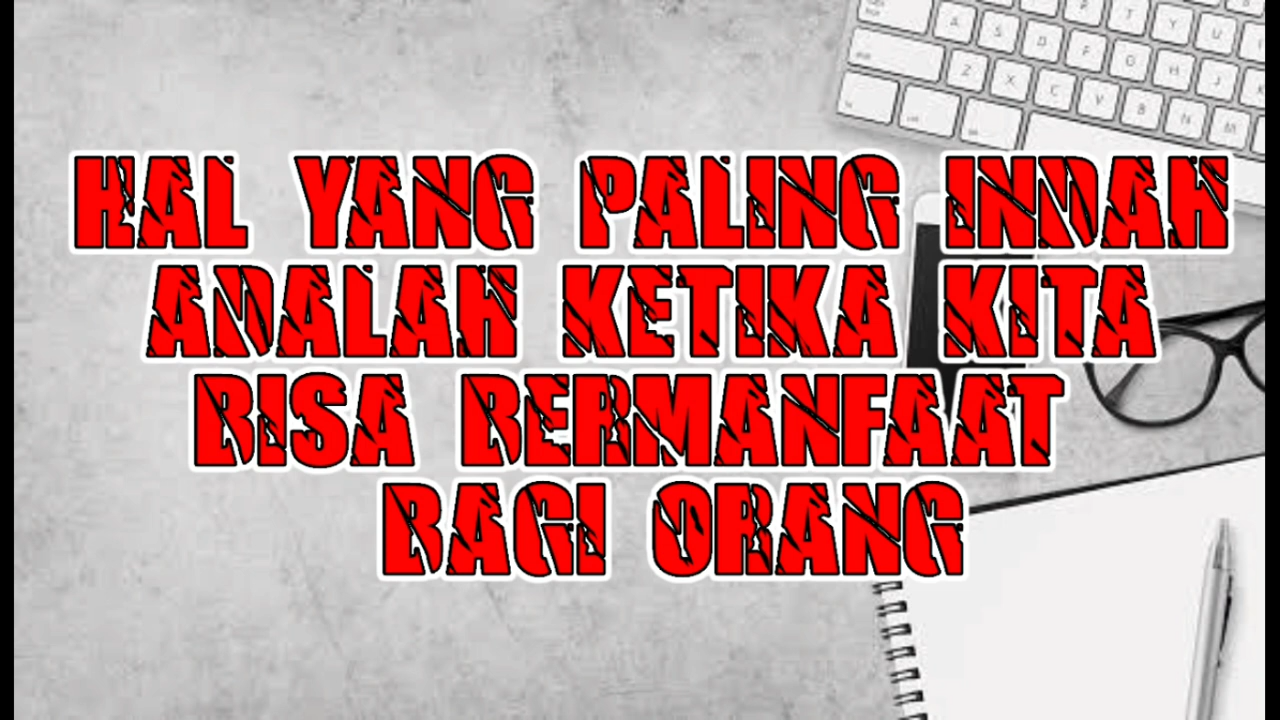 HAL YANG PALING INDAH
ADALAH KETIKA KITA
BISA BERMANFAAT
BAGI ORANG